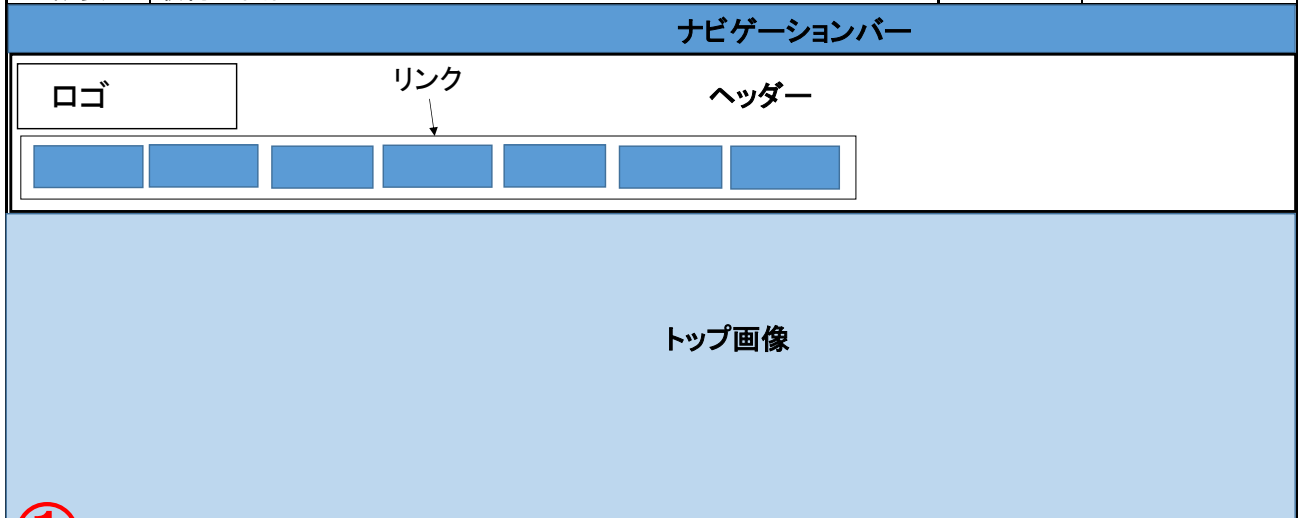 ナビゲーションバー
ロゴ
リンク
ヘッダー
トップ画像